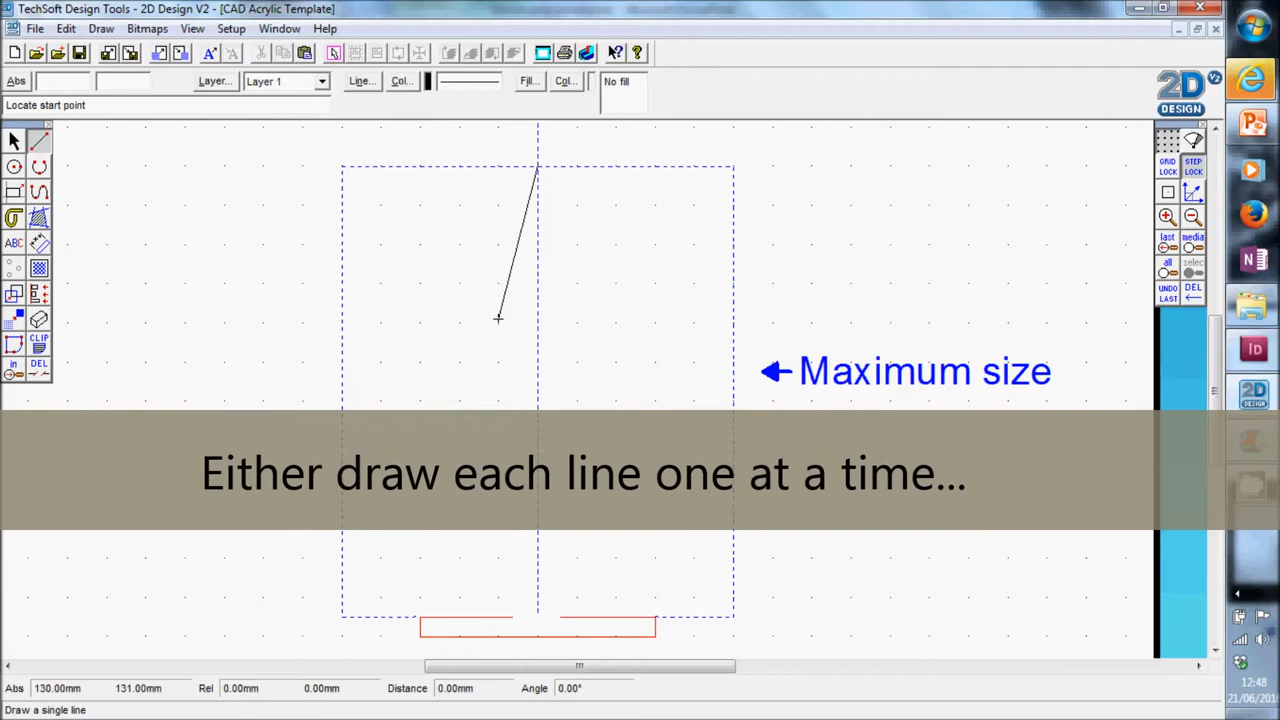 TechSoft Design Tools - 2D Design V2 - [CAD Acrylic Template]
File Edit Draw Bitmaps View Setup Window Help
Abs Layer... Layer 1 Line... Col... Fill... Col... No fill
2D V2
DESIGN
Locate start point
GRID LOCK STEP LOCK
ABC
last media
all selec
UNDO LAST DEL
CLIP
in DEL
Maximum size
Either draw each line one at a time...
Abs 130.00mm 131.00mm Rel 0.00mm 0.00mm Distance 0.00mm Angle 0.00°
Draw a single line
12:48